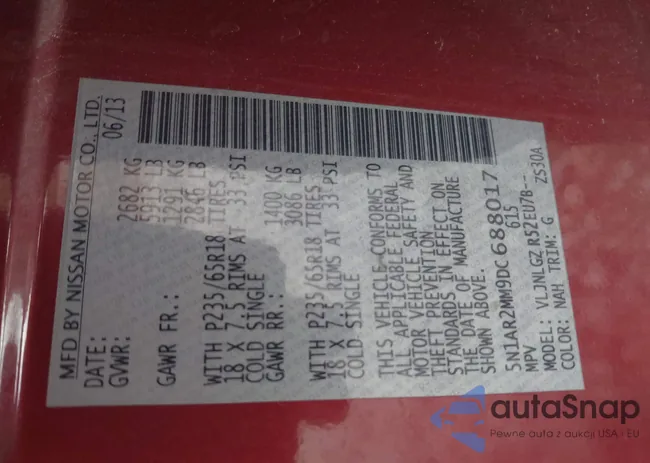 MFD BY NISSAN MOTOR CO., LTD.
DATE: 06/13
GVWR: 2682 KG
5913 LB
GAWR FR.: 1291 KG
2846 LB
WITH P235/65R18 TIRES
18 X 7.5 RIMS AT 33 PSI
COLD SINGLE
GAWR RR.: 1400 KG
3086 LB
WITH P235/65R18 TIRES
18 X 7.5 RIMS AT 33 PSI
COLD SINGLE
THIS VEHICLE CONFORMS TO
ALL APPLICABLE FEDERAL
MOTOR VEHICLE SAFETY AND
THEFT PREVENTION
STANDARDS IN EFFECT ON
THE DATE OF MANUFACTURE
SHOWN ABOVE.
5N1AR2MM9DC688017
MPV 615
MODEL: VLJNLGZ R52EU7B--
COLOR: NAH TRIM: G ZS30A
autaSnap
Pewne auta z aukcji USA - EU